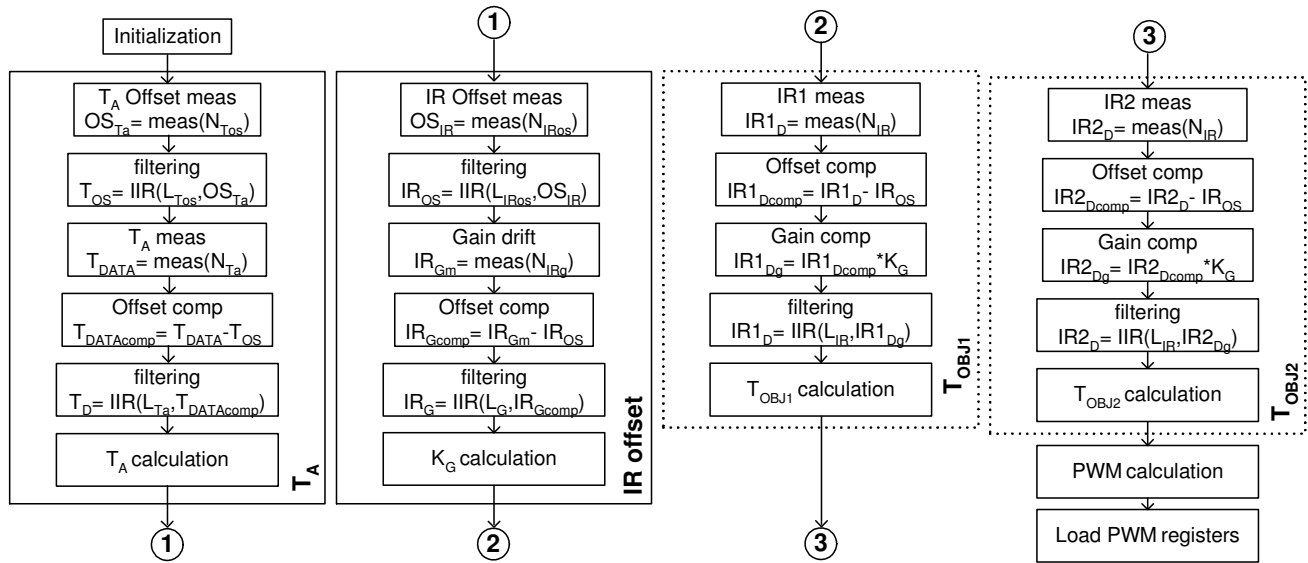 Initialization
T_A Offset meas
OS_Ta= meas(N_Tos)
filtering
T_OS= IIR(L_Tos,OS_Ta)
T_A meas
T_DATA= meas(N_Ta)
Offset comp
T_DATAcomp= T_DATA-T_OS
filtering
T_D= IIR(L_Ta,T_DATAcomp)
T_A calculation
T_A
1
1
IR Offset meas
OS_IR= meas(N_IRos)
filtering
IR_OS= IIR(L_IRos,OS_IR)
Gain drift
IR_Gm= meas(N_IRg)
Offset comp
IR_Gcomp= IR_Gm- IR_OS
filtering
IR_G= IIR(L_G,IR_Gcomp)
K_G calculation
IR offset
2
2
IR1 meas
IR1_D= meas(N_IR)
Offset comp
IR1_Dcomp= IR1_D- IR_OS
Gain comp
IR1_Dg= IR1_Dcomp*K_G
filtering
IR1_D= IIR(L_IR,IR1_Dg)
T_OBJ1 calculation
T_OBJ1
3
3
IR2 meas
IR2_D= meas(N_IR)
Offset comp
IR2_Dcomp= IR2_D- IR_OS
Gain comp
IR2_Dg= IR2_Dcomp*K_G
filtering
IR2_D= IIR(L_IR,IR2_Dg)
T_OBJ2 calculation
T_OBJ2
PWM calculation
Load PWM registers